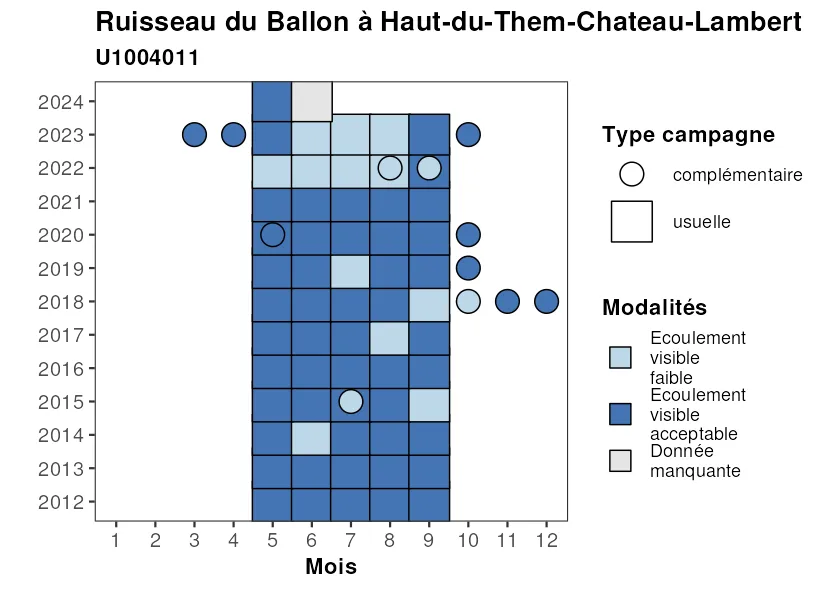 Ruisseau du Ballon à Haut-du-Them-Chateau-Lambert
U1004011
2024
2023
2022
2021
2020
2019
2018
2017
2016
2015
2014
2013
2012
1 2 3 4 5 6 7 8 9 10 11 12
Mois
Type campagne
complémentaire
usuelle
Modalités
Ecoulement
visible
faible
Ecoulement
visible
acceptable
Donnée
manquante